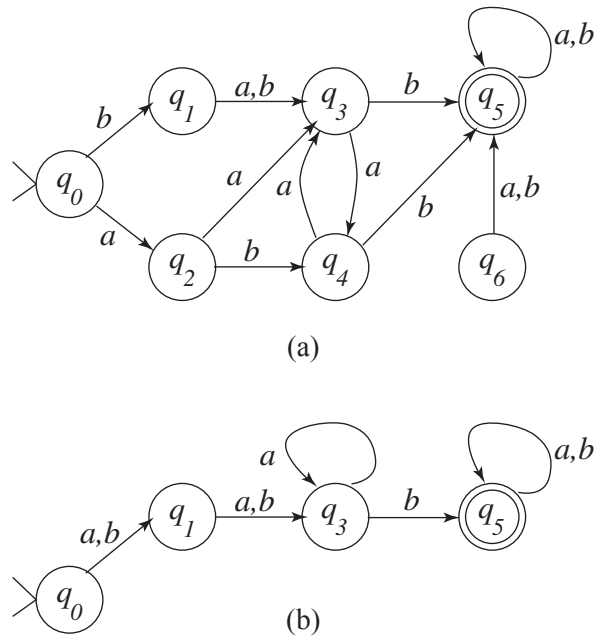 a,b
q1 a,b q3 b q5
b
q0 a a a b a,b
a
q2 b q4 q6
(a)
a a,b
q1 a,b q3 b q5
a,b
q0
(b)